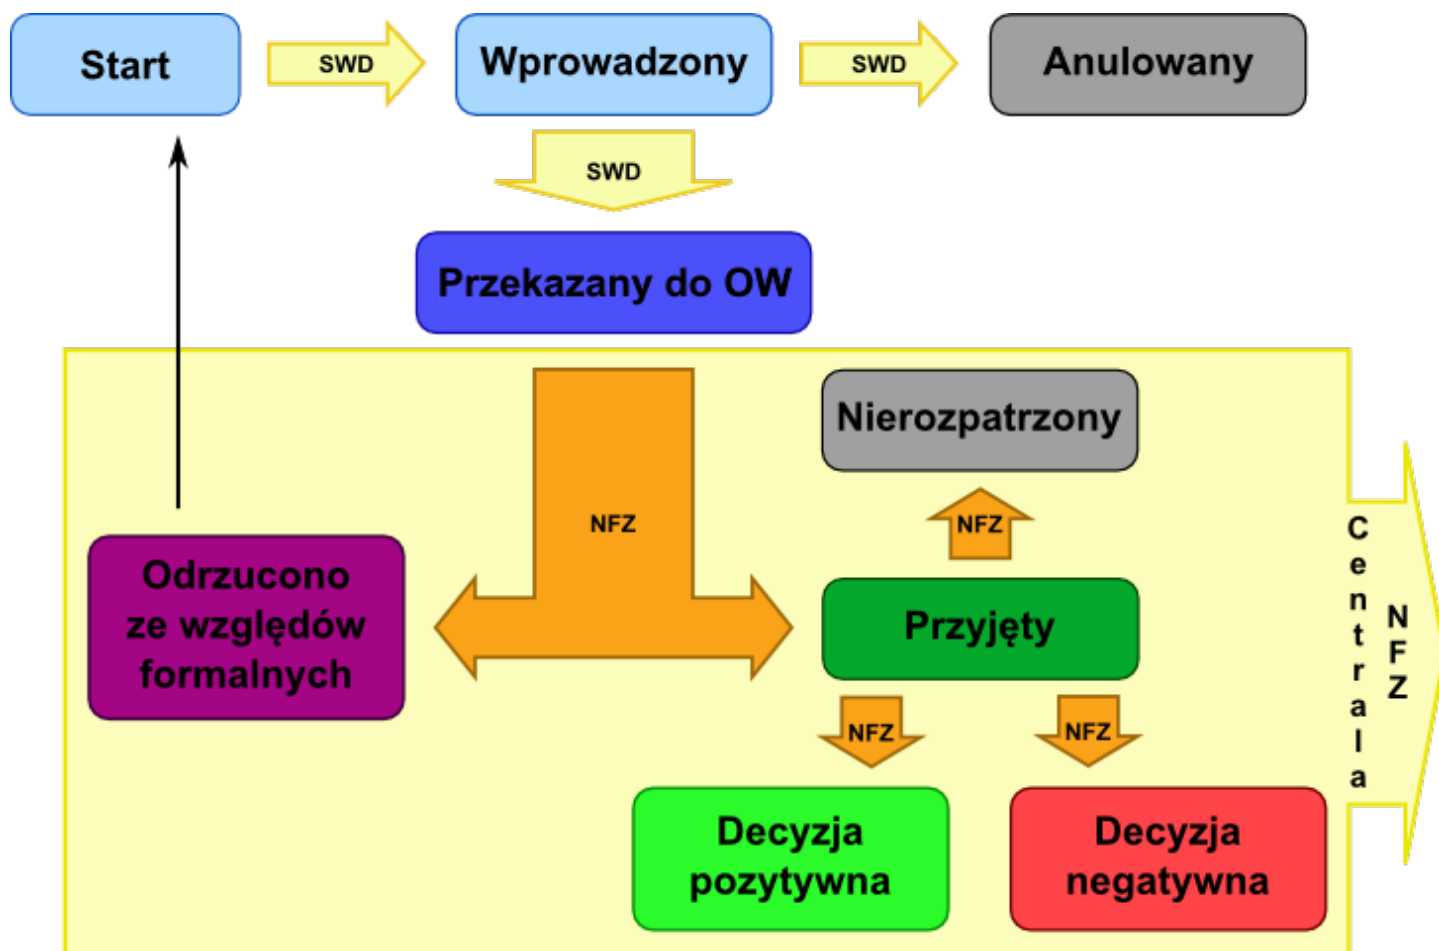 Start
SWD
Wprowadzony
SWD
Anulowany
SWD
Przekazany do OW
Nierozpatrzony
NFZ
NFZ
Odrzucono
ze względów
formalnych
Przyjęty
NFZ
NFZ
Decyzja
pozytywna
Decyzja
negatywna
Centrala
NFZ